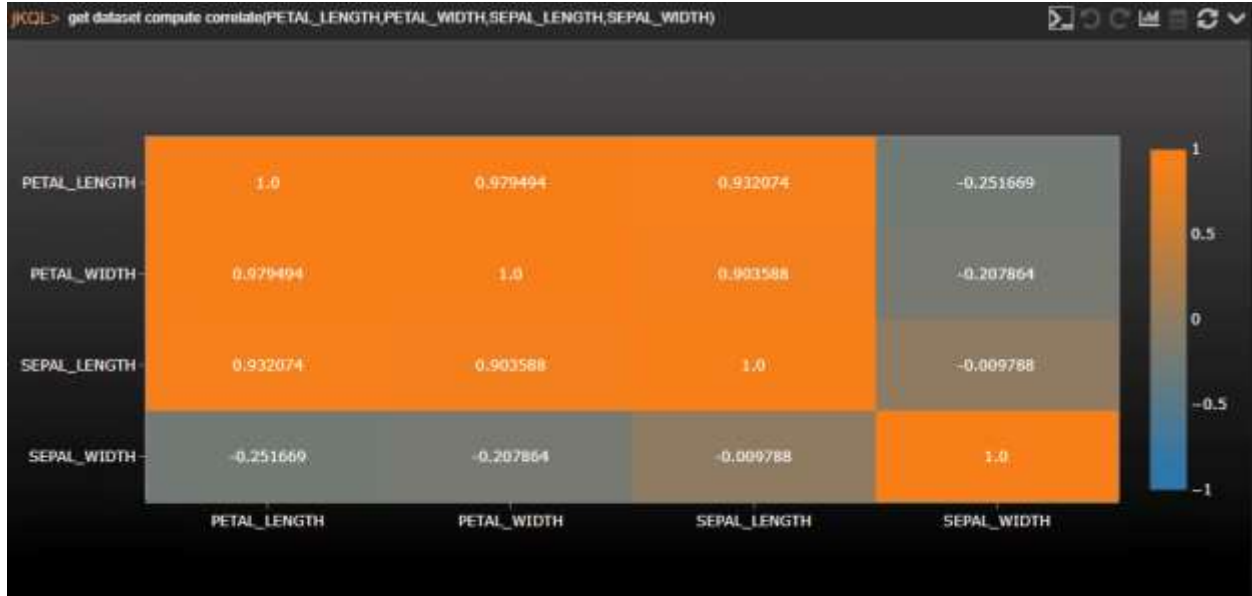 jKQL> get dataset compute correlate(PETAL_LENGTH,PETAL_WIDTH,SEPAL_LENGTH,SEPAL_WIDTH)
PETAL_LENGTH 1.0 0.979494 0.932074 -0.251669
PETAL_WIDTH 0.979494 1.0 0.903588 -0.207864
SEPAL_LENGTH 0.932074 0.903588 1.0 -0.009788
SEPAL_WIDTH -0.251669 -0.207864 -0.009788 1.0
PETAL_LENGTH PETAL_WIDTH SEPAL_LENGTH SEPAL_WIDTH
1
0.5
0
−0.5
−1